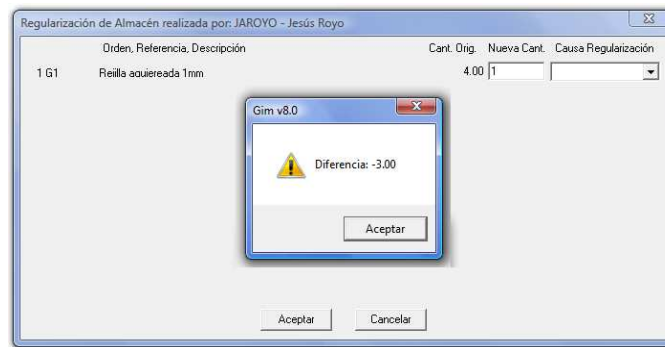 Regularización de Almacén realizada por: JAROYO - Jesús Royo
Orden, Referencia, Descripción Cant. Orig. Nueva Cant. Causa Regularización
1 G1 Rejilla aguiereada 1mm 4.00 1
Gim v8.0
Diferencia: -3.00
Aceptar
Aceptar Cancelar